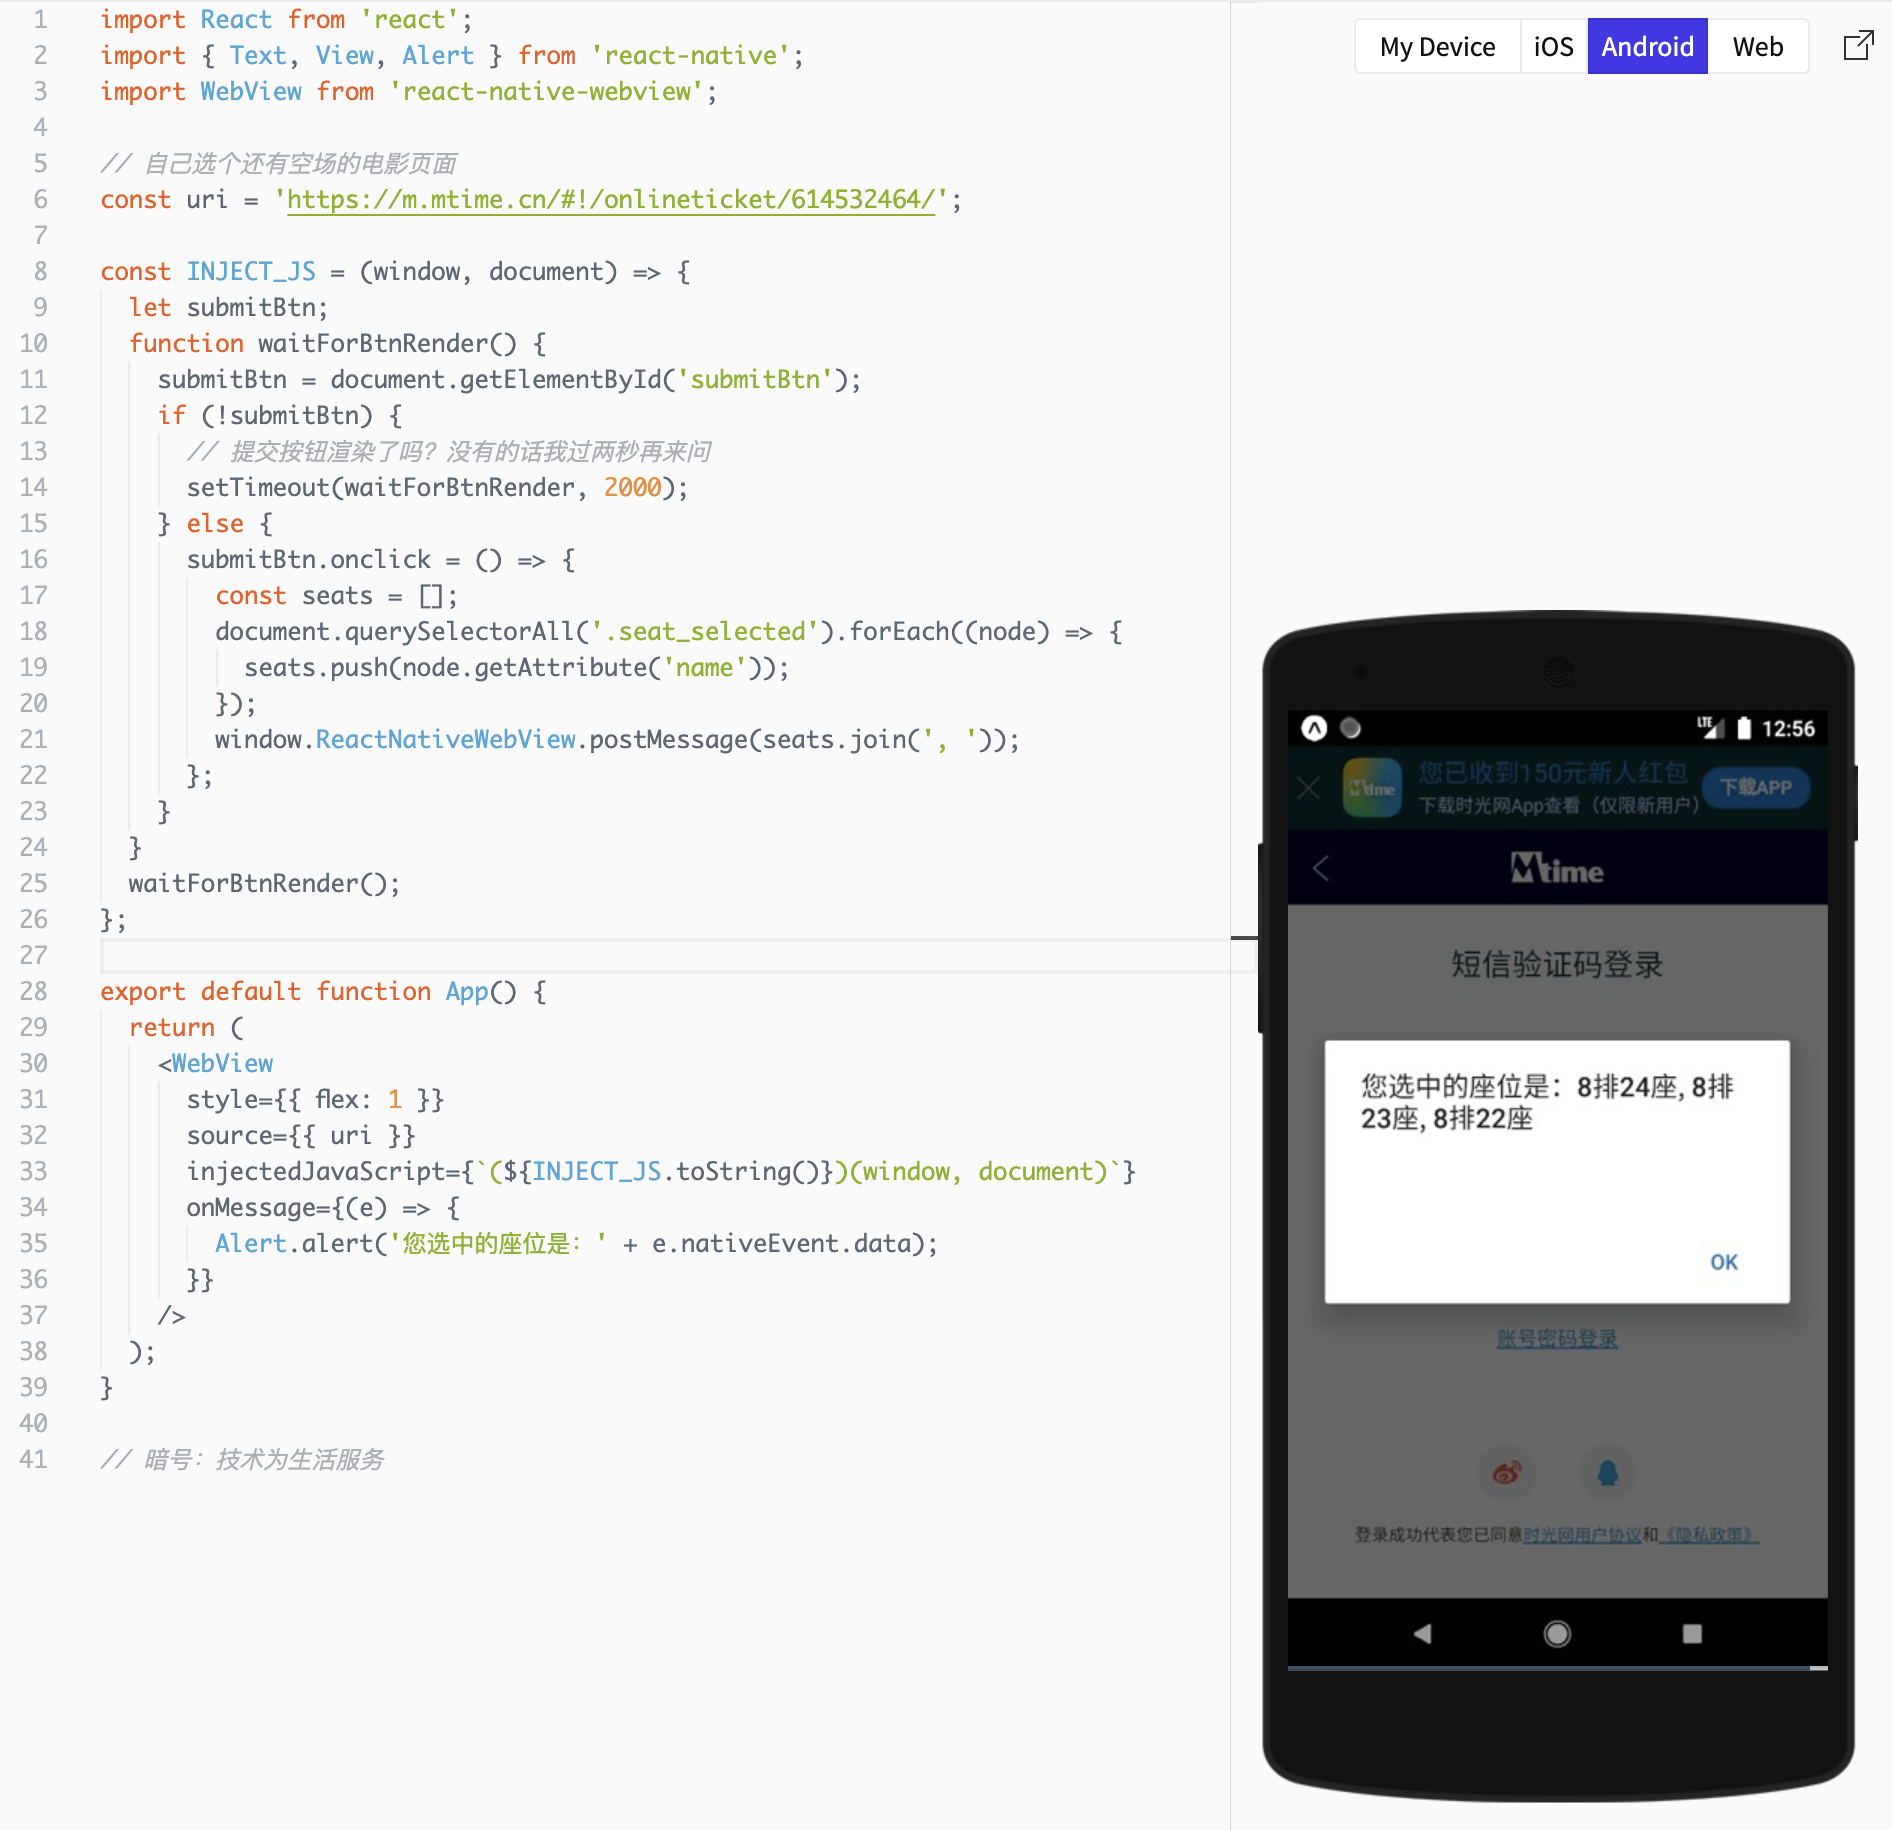 1 import React from 'react';
2 import { Text, View, Alert } from 'react-native';
3 import WebView from 'react-native-webview';
4
5 // 自己选个还有空场的电影页面
6 const uri = 'https://m.mtime.cn/#!/onlineticket/614532464/';
7
8 const INJECT_JS = (window, document) => {
9 let submitBtn;
10 function waitForBtnRender() {
11 submitBtn = document.getElementById('submitBtn');
12 if (!submitBtn) {
13 // 提交按钮渲染了吗？没有的话我过两秒再来问
14 setTimeout(waitForBtnRender, 2000);
15 } else {
16 submitBtn.onclick = () => {
17 const seats = [];
18 document.querySelectorAll('.seat_selected').forEach((node) => {
19 seats.push(node.getAttribute('name'));
20 });
21 window.ReactNativeWebView.postMessage(seats.join(', '));
22 };
23 }
24 }
25 waitForBtnRender();
26 };
27
28 export default function App() {
29 return (
30 <WebView
31 style={{ flex: 1 }}
32 source={{ uri }}
33 injectedJavaScript={`(${INJECT_JS.toString()})(window, document)`}
34 onMessage={(e) => {
35 Alert.alert('您选中的座位是：' + e.nativeEvent.data);
36 }}
37 />
38 );
39 }
40
41 // 暗号：技术为生活服务
My Device iOS Android Web
LTE 12:56
Mtime
您已收到150元新人红包
下载时光网App查看（仅限新用户）
下载APP
Mtime
短信验证码登录
您选中的座位是：8排24座, 8排
23座, 8排22座
OK
账号密码登录
登录成功代表您已同意时光网用户协议和《隐私政策》